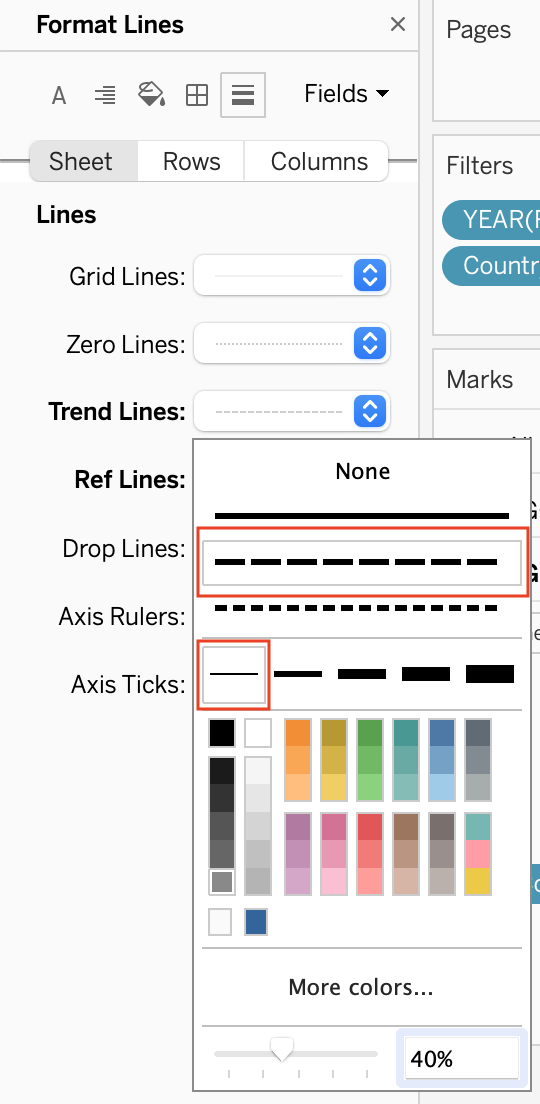 Format Lines
Pages
A
Fields
Filters
Sheet Rows Columns
Lines
Grid Lines:
Zero Lines:
Trend Lines:
Ref Lines:
Drop Lines:
Axis Rulers:
Axis Ticks:
YEAR(
Countr
Marks
None
More colors...
40%